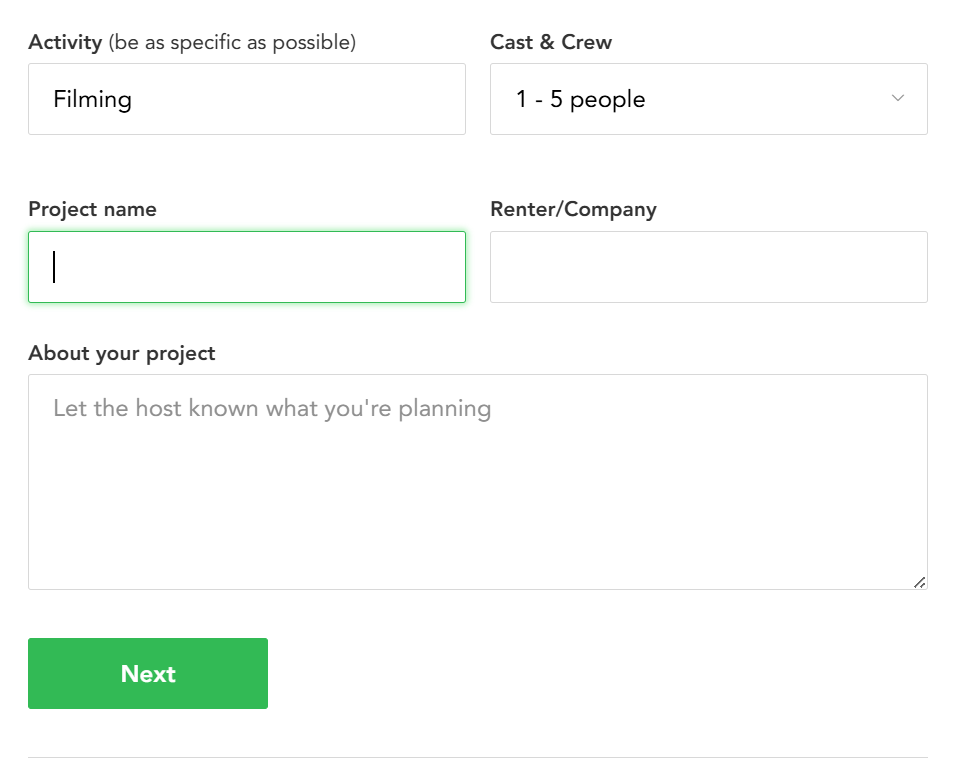 Activity (be as specific as possible)
Cast & Crew
Filming
1 - 5 people
Project name
Renter/Company
About your project
Let the host known what you're planning
Next